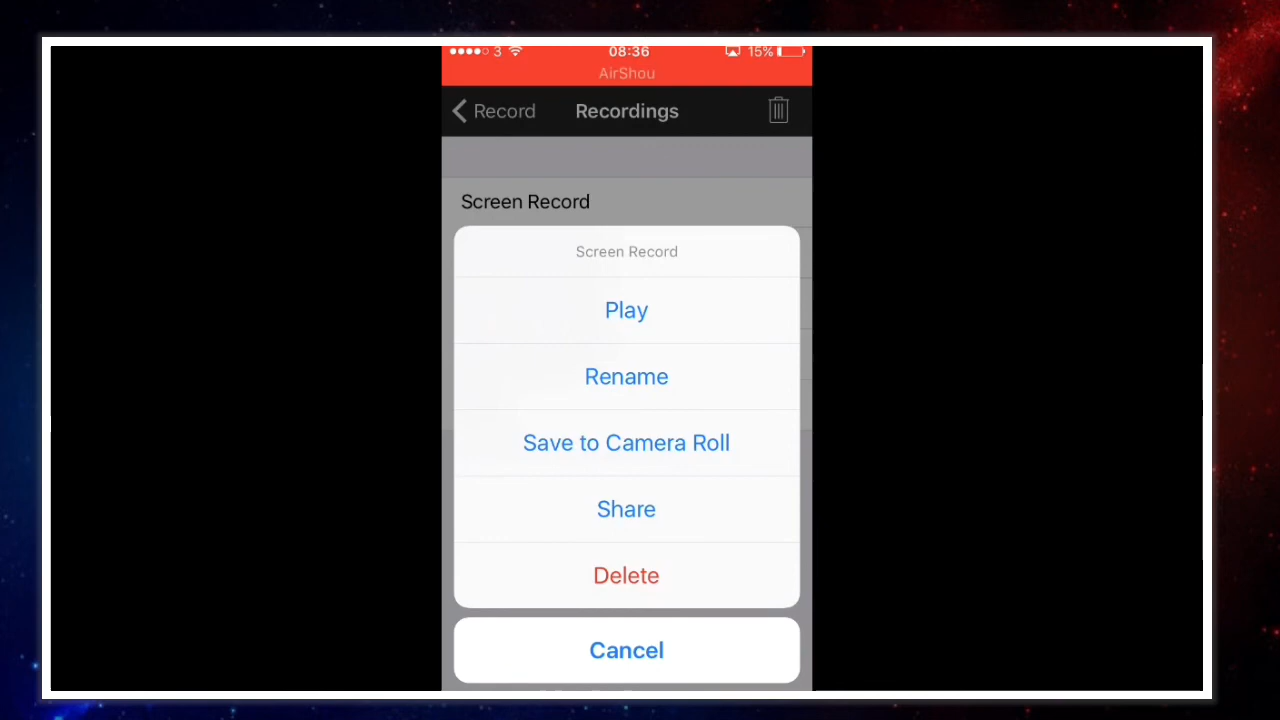 3 08:36 15%
AirShou
Record Recordings
Screen Record
Screen Record
Play
Rename
Save to Camera Roll
Share
Delete
Cancel